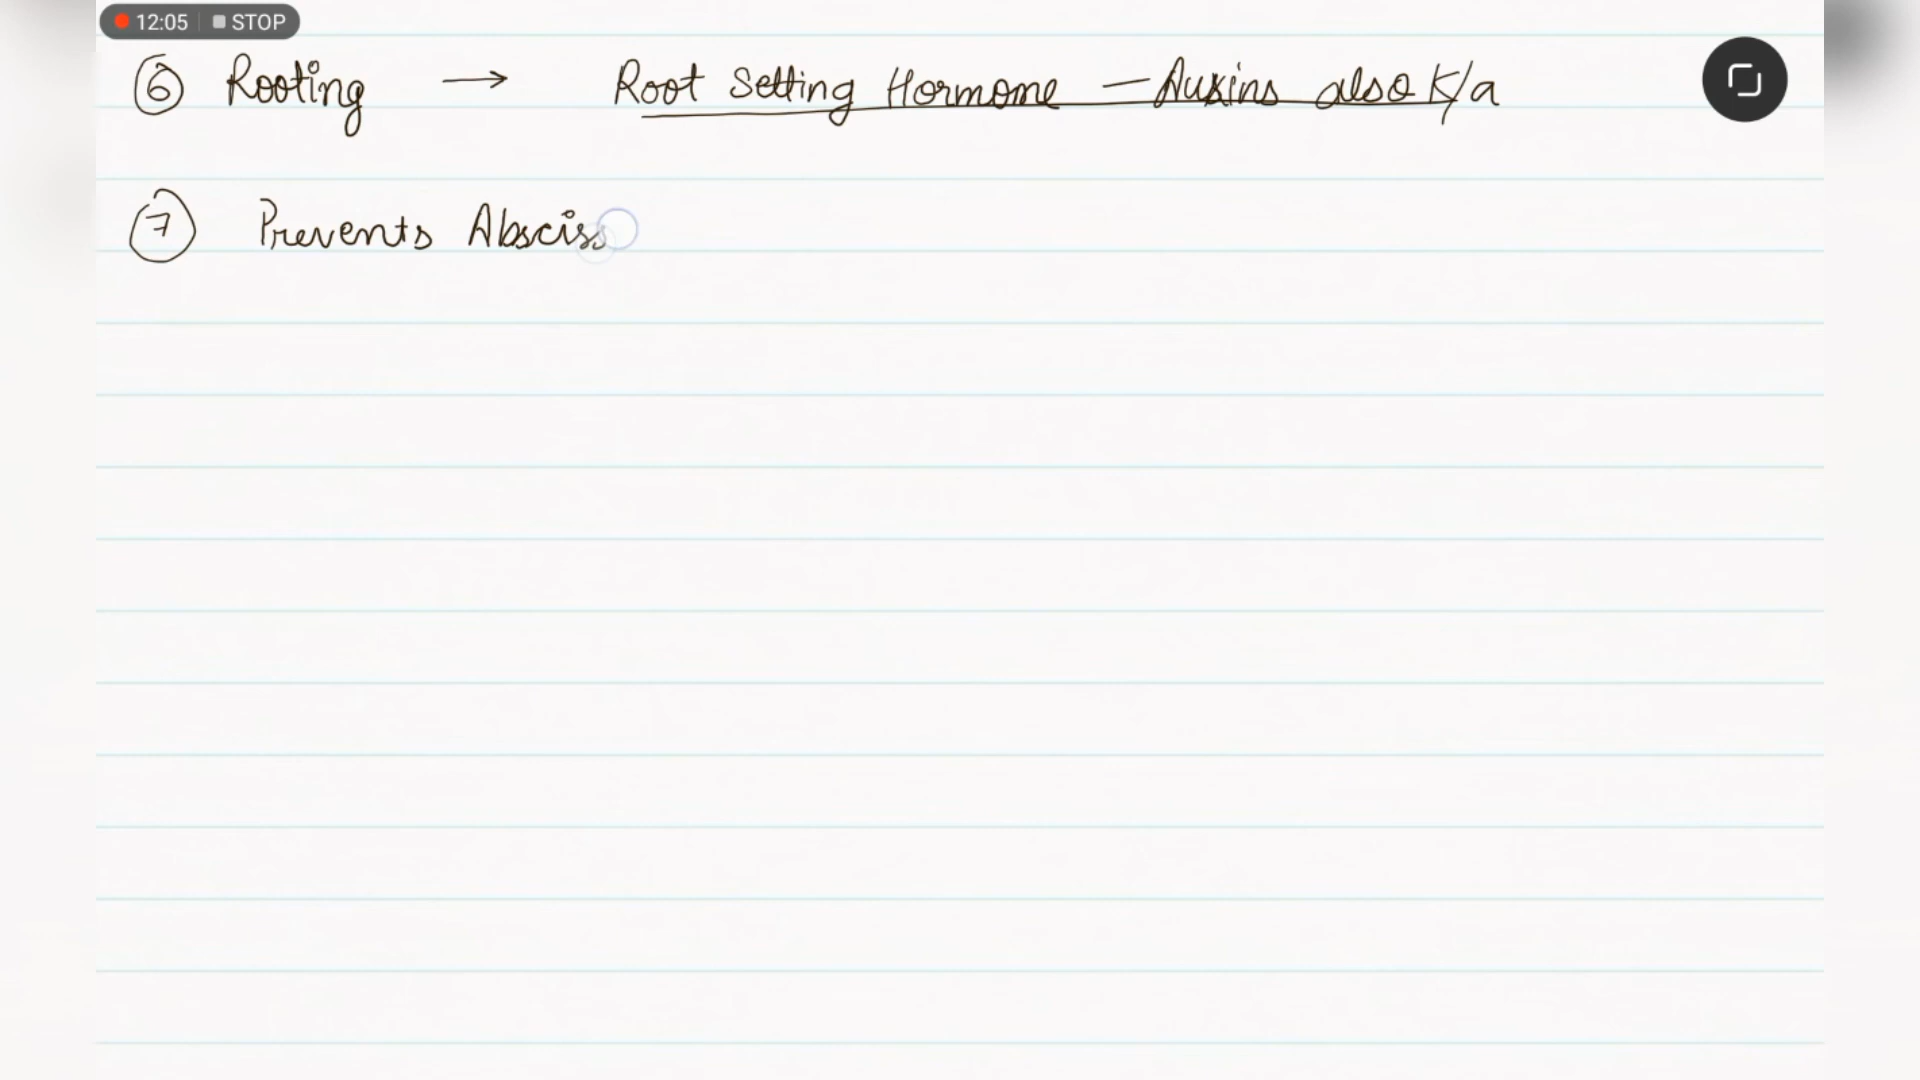 12:05 STOP
6 Rooting → Root Setting Hormone — Auxins also K/a
7 Prevents Absciss